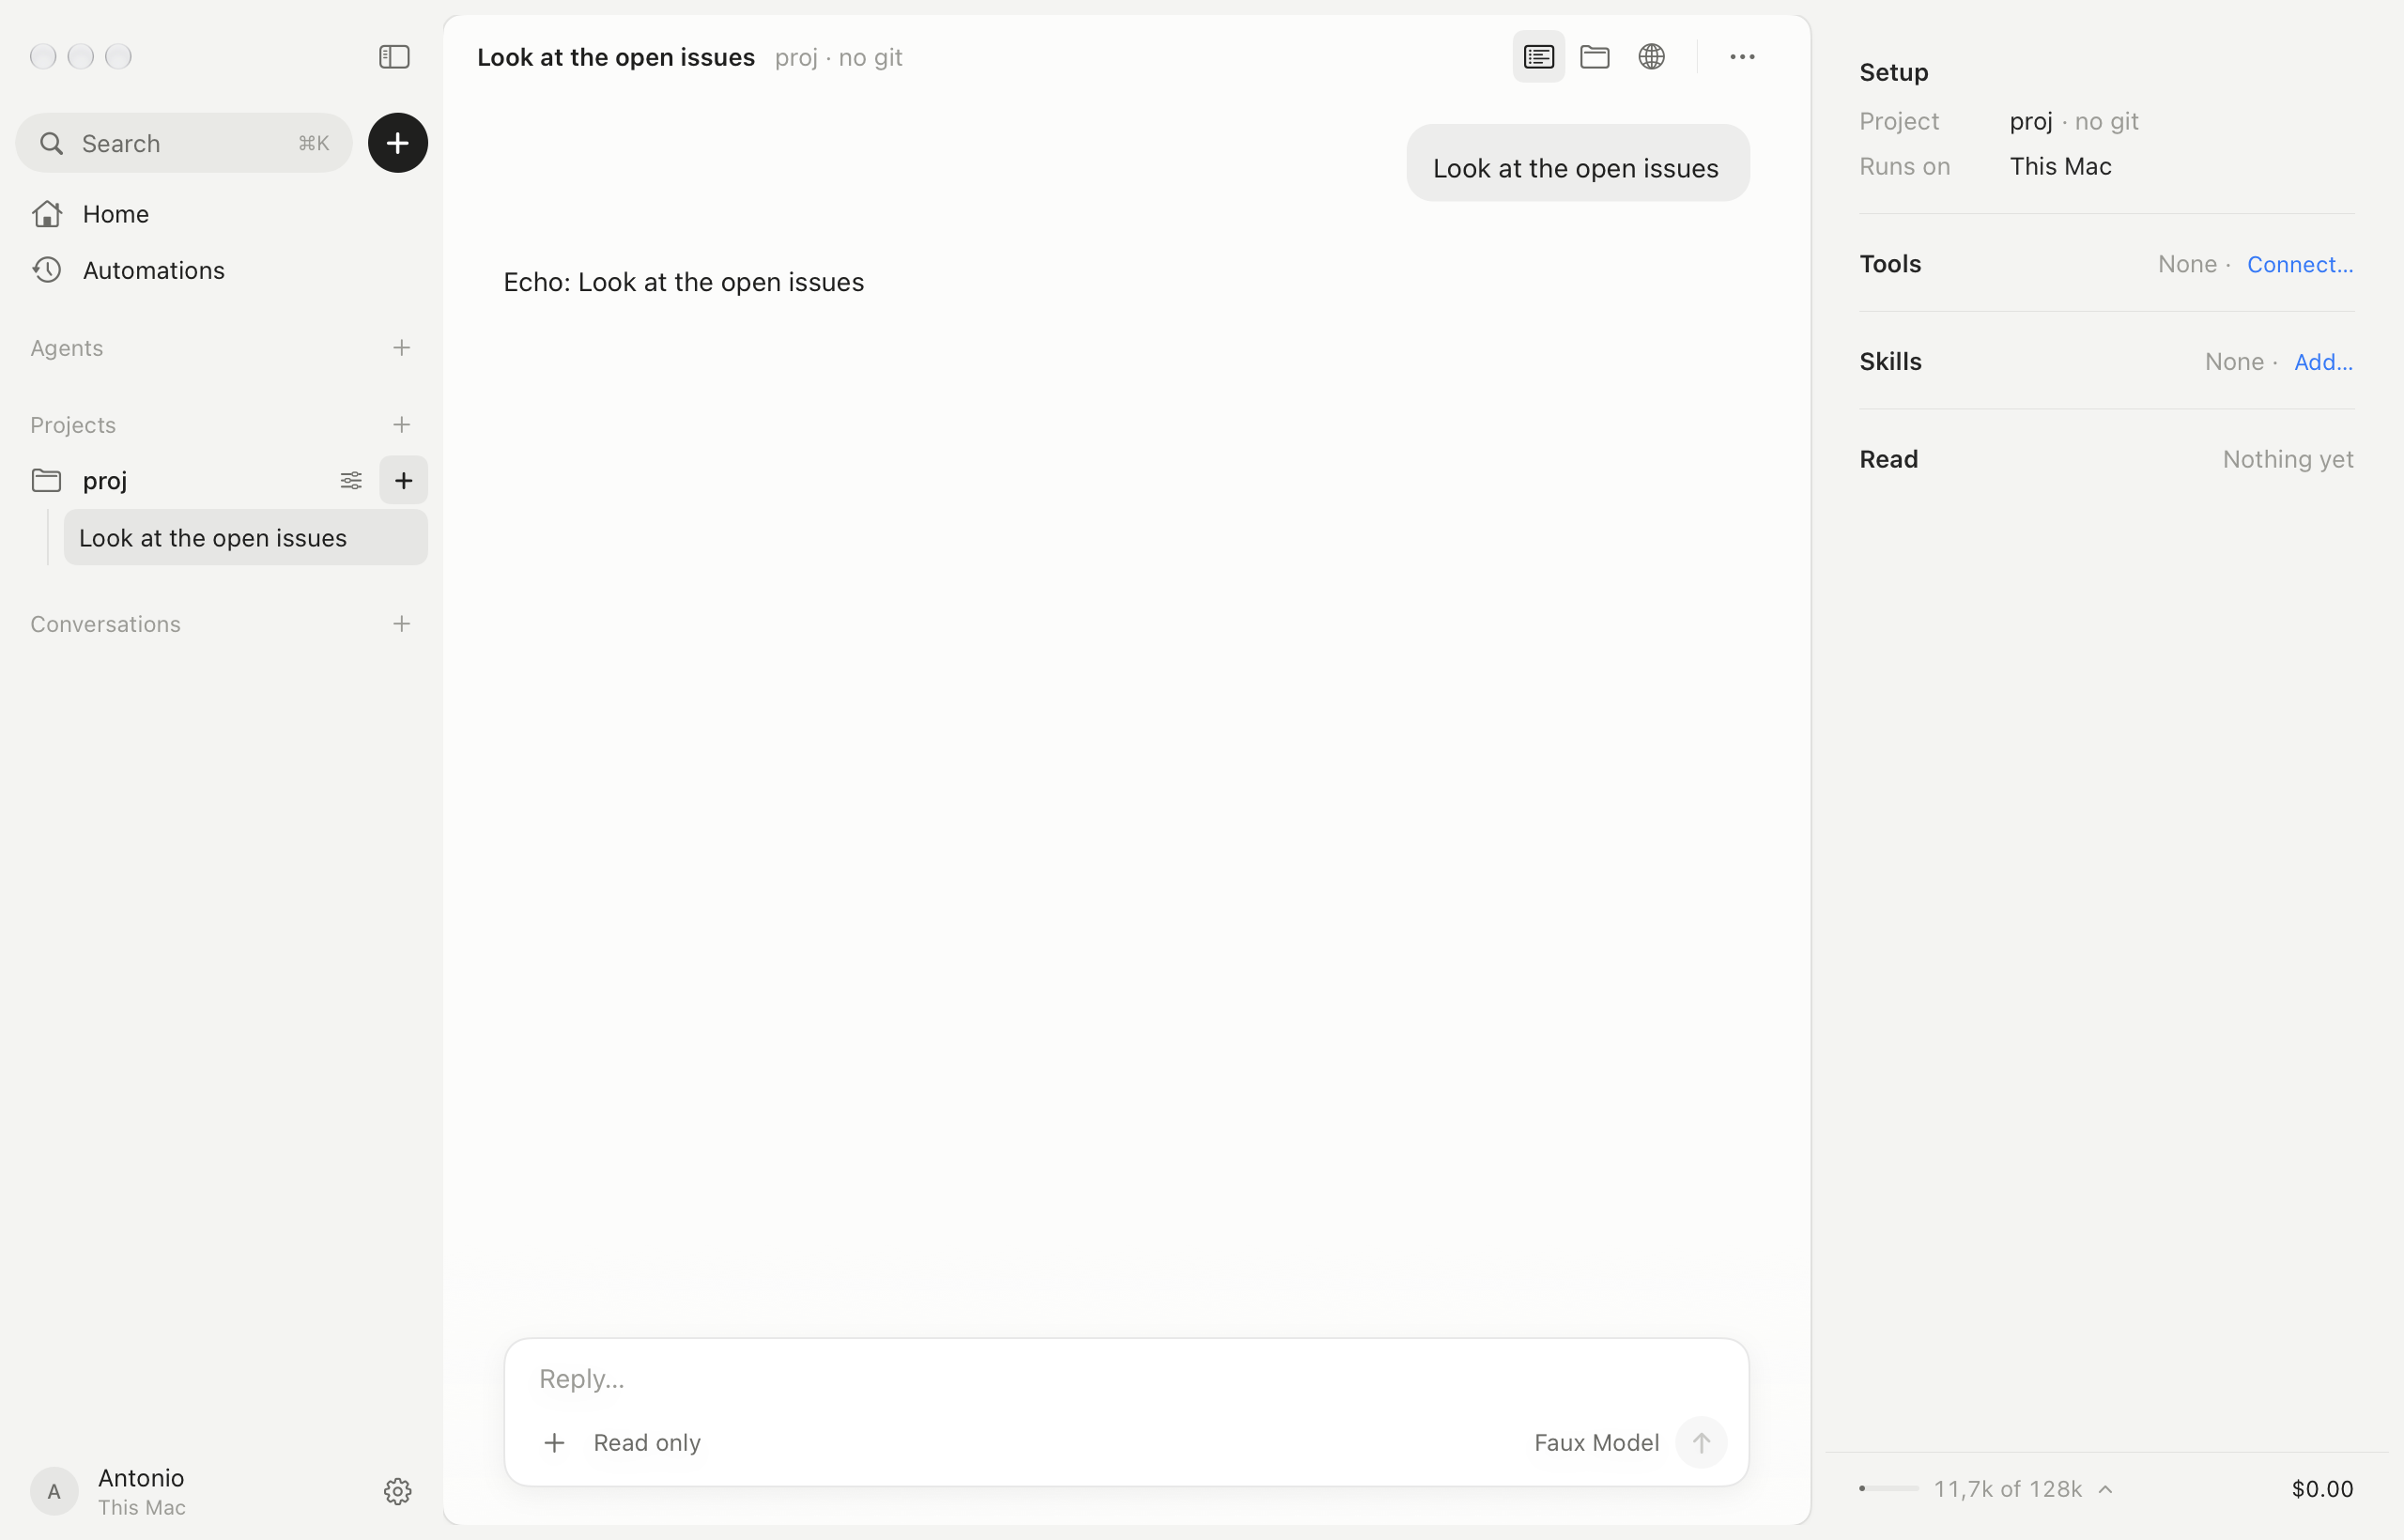 Search ⌘K
Home
Automations
Agents
Projects
proj
Look at the open issues
Conversations
A
Antonio
This Mac
Look at the open issues proj · no git
Look at the open issues
Echo: Look at the open issues
Reply...
Read only
Faux Model
Setup
Project proj · no git
Runs on This Mac
Tools None · Connect...
Skills None · Add...
Read Nothing yet
11,7k of 128k $0.00